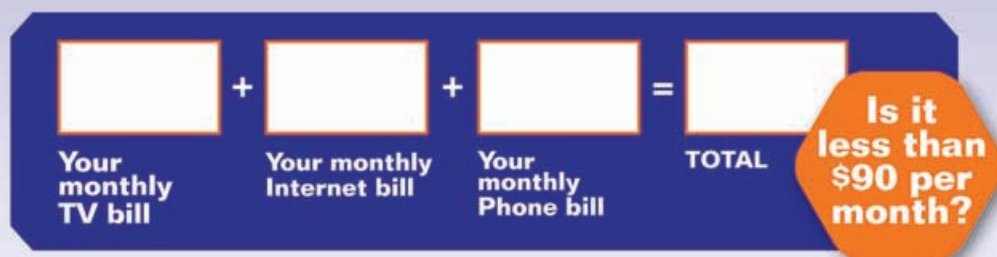 + + + =
Your
monthly
TV bill
Your monthly
Internet bill
Your
monthly
Phone bill
TOTAL
Is it
less than
$90 per
month?